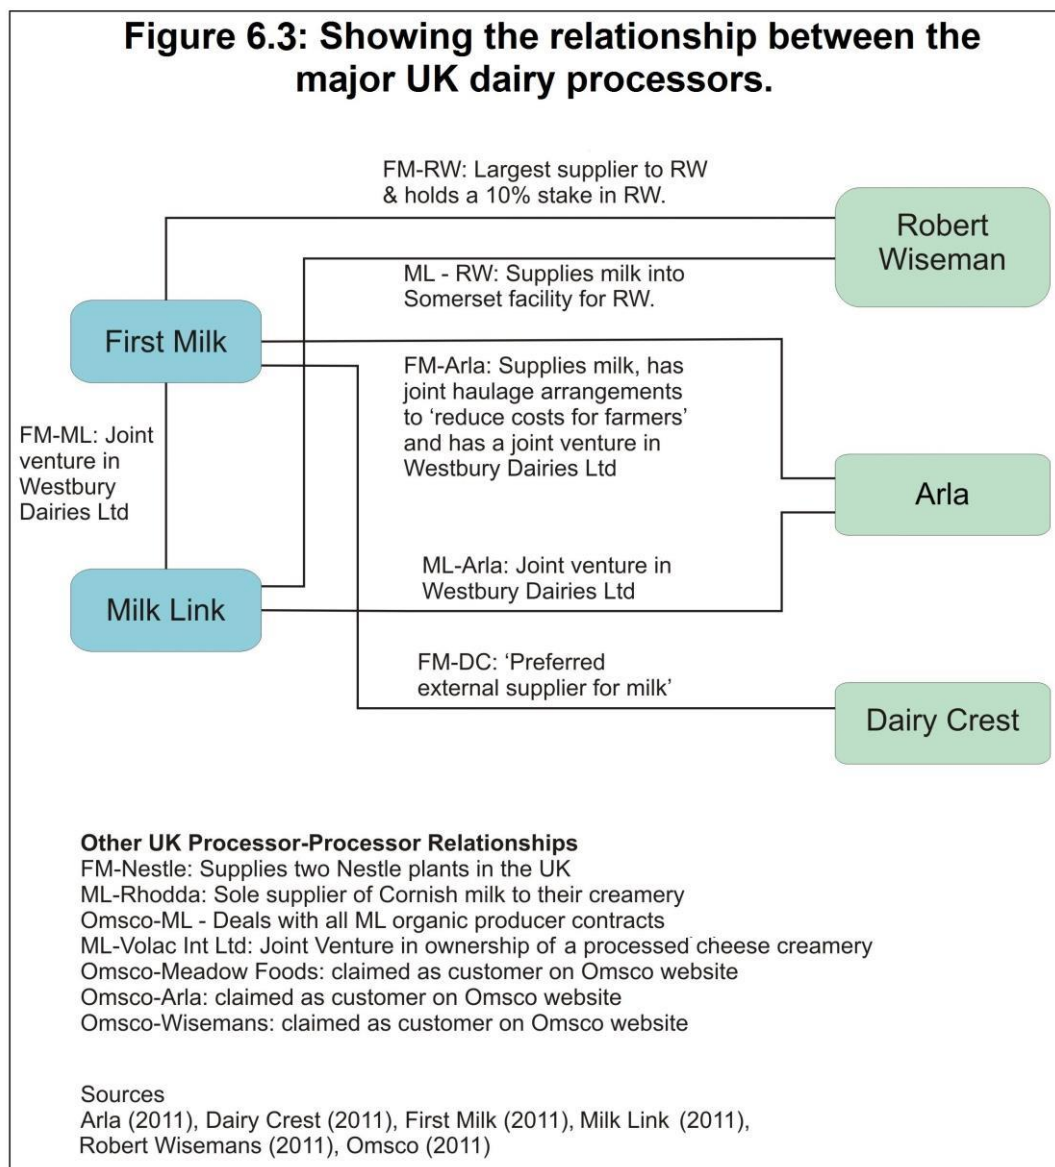 Figure 6.3: Showing the relationship between the
major UK dairy processors.
FM-RW: Largest supplier to RW
& holds a 10% stake in RW.
Robert
Wiseman
ML - RW: Supplies milk into
Somerset facility for RW.
First Milk
FM-Arla: Supplies milk, has
joint haulage arrangements
to ‘reduce costs for farmers’
and has a joint venture in
Westbury Dairies Ltd
FM-ML: Joint
venture in
Westbury
Dairies Ltd
Arla
ML-Arla: Joint venture in
Westbury Dairies Ltd
Milk Link
FM-DC: ‘Preferred
external supplier for milk’
Dairy Crest
Other UK Processor-Processor Relationships
FM-Nestle: Supplies two Nestle plants in the UK
ML-Rhodda: Sole supplier of Cornish milk to their creamery
Omsco-ML - Deals with all ML organic producer contracts
ML-Volac Int Ltd: Joint Venture in ownership of a processed cheese creamery
Omsco-Meadow Foods: claimed as customer on Omsco website
Omsco-Arla: claimed as customer on Omsco website
Omsco-Wisemans: claimed as customer on Omsco website
Sources
Arla (2011), Dairy Crest (2011), First Milk (2011), Milk Link (2011),
Robert Wisemans (2011), Omsco (2011)